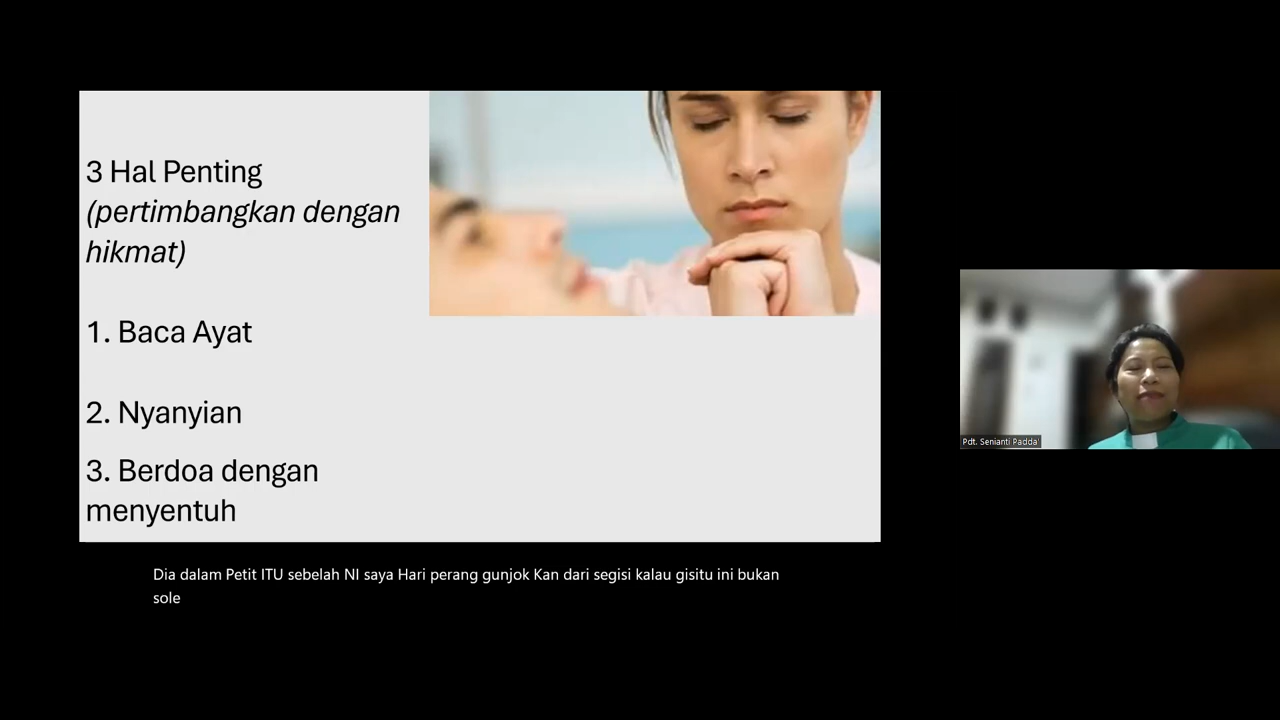 3 Hal Penting
(pertimbangkan dengan
hikmat)
1. Baca Ayat
2. Nyanyian
3. Berdoa dengan
menyentuh
Pdt. Senianti Padda'
Dia dalam Petit ITU sebelah NI saya Hari perang gunjok Kan dari segisi kalau gisitu ini bukan
sole